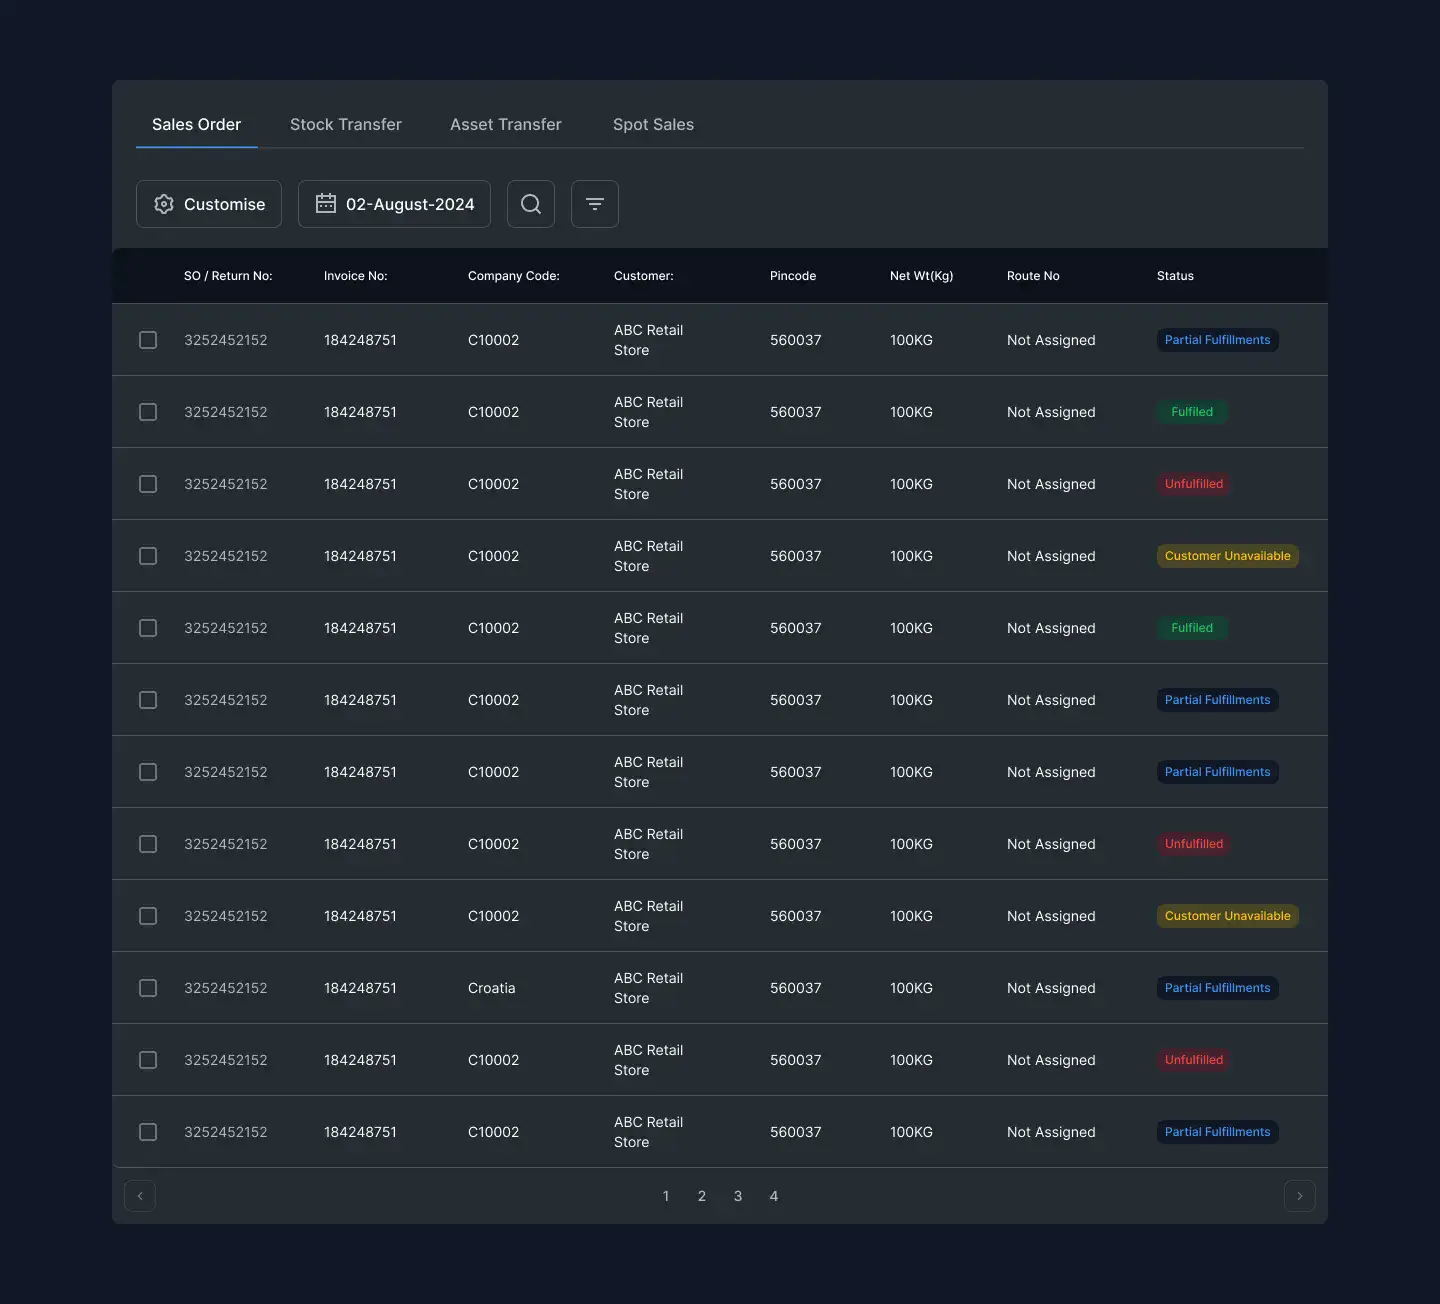 Sales Order Stock Transfer Asset Transfer Spot Sales
Customise 02-August-2024
SO / Return No: Invoice No: Company Code: Customer: Pincode Net Wt(Kg) Route No Status
3252452152 184248751 C10002 ABC Retail Store 560037 100KG Not Assigned Partial Fulfillments
3252452152 184248751 C10002 ABC Retail Store 560037 100KG Not Assigned Fulfiled
3252452152 184248751 C10002 ABC Retail Store 560037 100KG Not Assigned Unfulfilled
3252452152 184248751 C10002 ABC Retail Store 560037 100KG Not Assigned Customer Unavailable
3252452152 184248751 C10002 ABC Retail Store 560037 100KG Not Assigned Fulfiled
3252452152 184248751 C10002 ABC Retail Store 560037 100KG Not Assigned Partial Fulfillments
3252452152 184248751 C10002 ABC Retail Store 560037 100KG Not Assigned Partial Fulfillments
3252452152 184248751 C10002 ABC Retail Store 560037 100KG Not Assigned Unfulfilled
3252452152 184248751 C10002 ABC Retail Store 560037 100KG Not Assigned Customer Unavailable
3252452152 184248751 Croatia ABC Retail Store 560037 100KG Not Assigned Partial Fulfillments
3252452152 184248751 C10002 ABC Retail Store 560037 100KG Not Assigned Unfulfilled
3252452152 184248751 C10002 ABC Retail Store 560037 100KG Not Assigned Partial Fulfillments
1 2 3 4